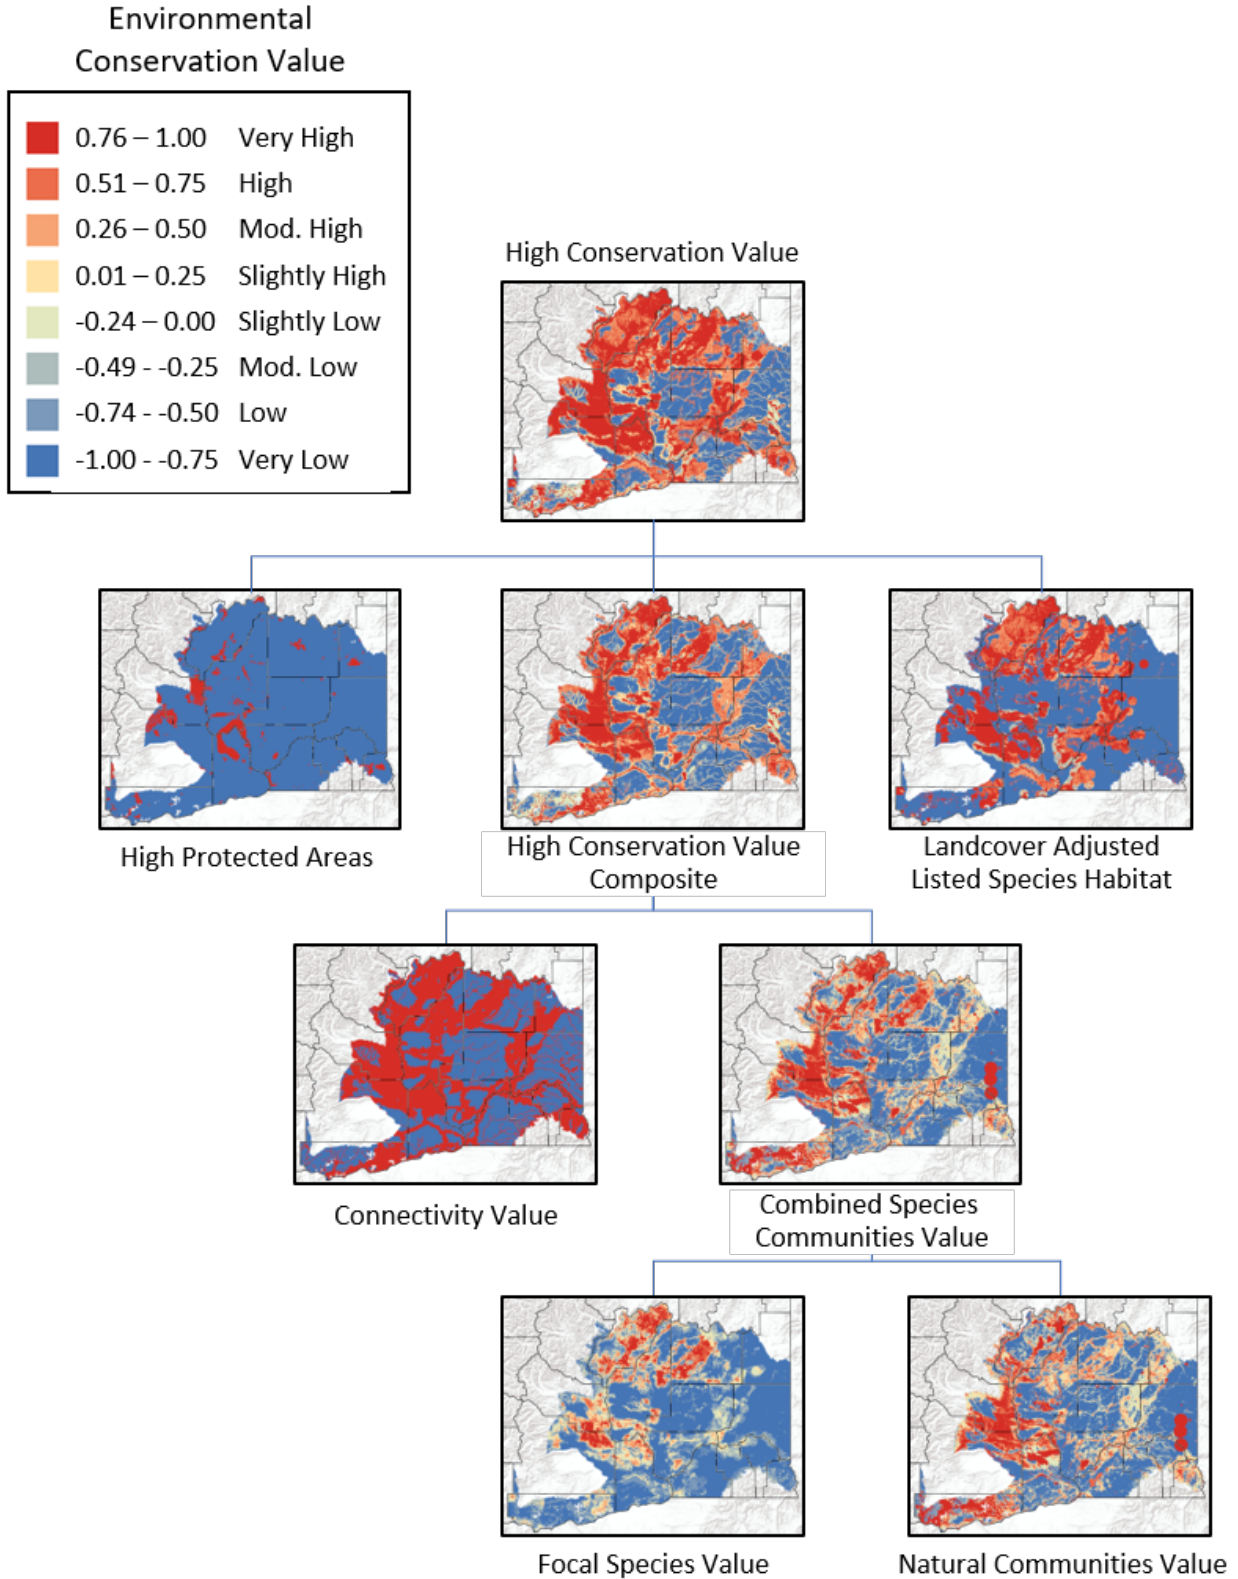 Environmental
Conservation Value
0.76 – 1.00 Very High
0.51 – 0.75 High
0.26 – 0.50 Mod. High
0.01 – 0.25 Slightly High
-0.24 – 0.00 Slightly Low
-0.49 - -0.25 Mod. Low
-0.74 - -0.50 Low
-1.00 - -0.75 Very Low
High Conservation Value
High Protected Areas
High Conservation Value
Composite
Landcover Adjusted
Listed Species Habitat
Connectivity Value
Combined Species
Communities Value
Focal Species Value
Natural Communities Value